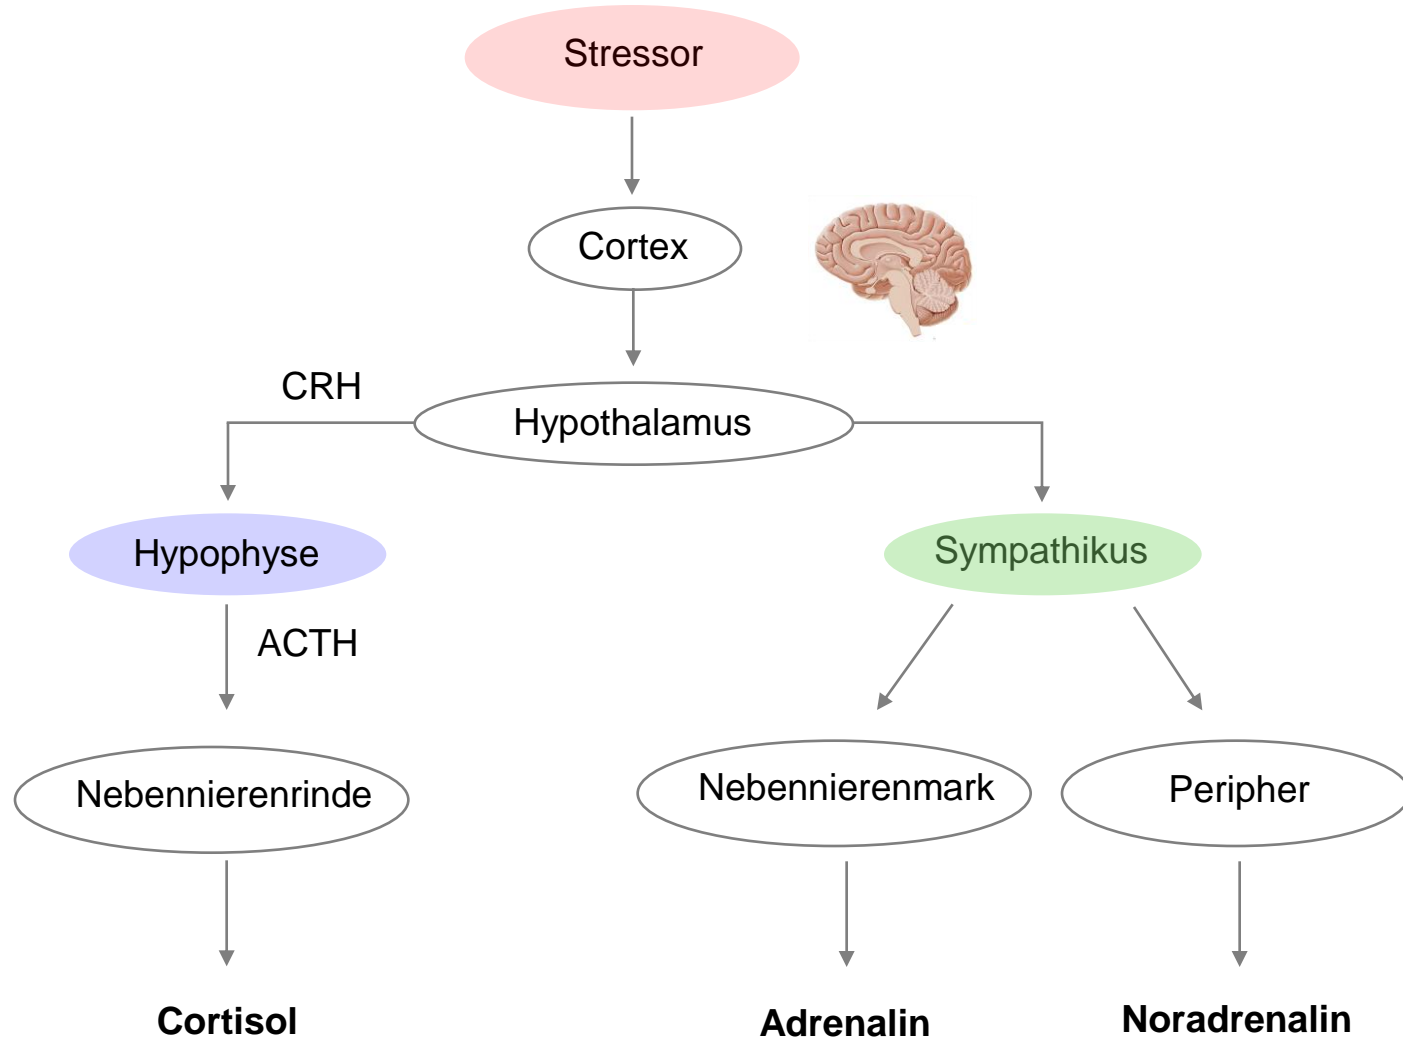 Stressor
Cortex
CRH
Hypothalamus
Hypophyse
Sympathikus
ACTH
Nebennierenrinde
Nebennierenmark
Peripher
Cortisol
Adrenalin
Noradrenalin